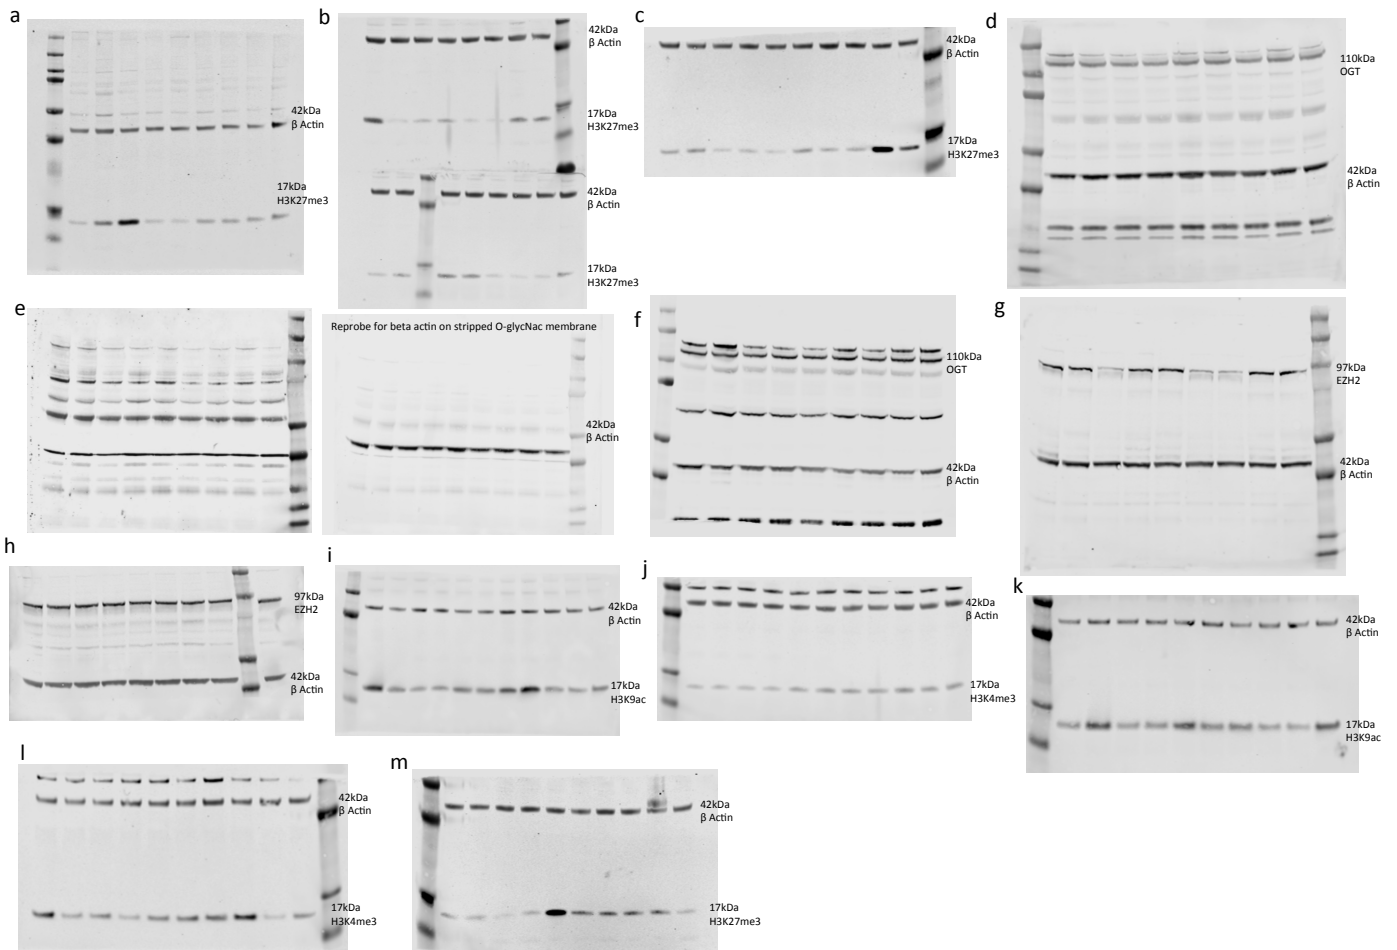 a
42kDa
β Actin
17kDa
H3K27me3
b
42kDa
β Actin
17kDa
H3K27me3
42kDa
β Actin
17kDa
H3K27me3
c
42kDa
β Actin
17kDa
H3K27me3
d
110kDa
OGT
42kDa
β Actin
e
Reprobe for beta actin on stripped O-glycNac membrane
42kDa
β Actin
f
110kDa
OGT
42kDa
β Actin
g
97kDa
EZH2
42kDa
β Actin
h
97kDa
EZH2
42kDa
β Actin
i
42kDa
β Actin
17kDa
H3K9ac
j
42kDa
β Actin
17kDa
H3K4me3
k
42kDa
β Actin
17kDa
H3K9ac
l
42kDa
β Actin
17kDa
H3K4me3
m
42kDa
β Actin
17kDa
H3K27me3